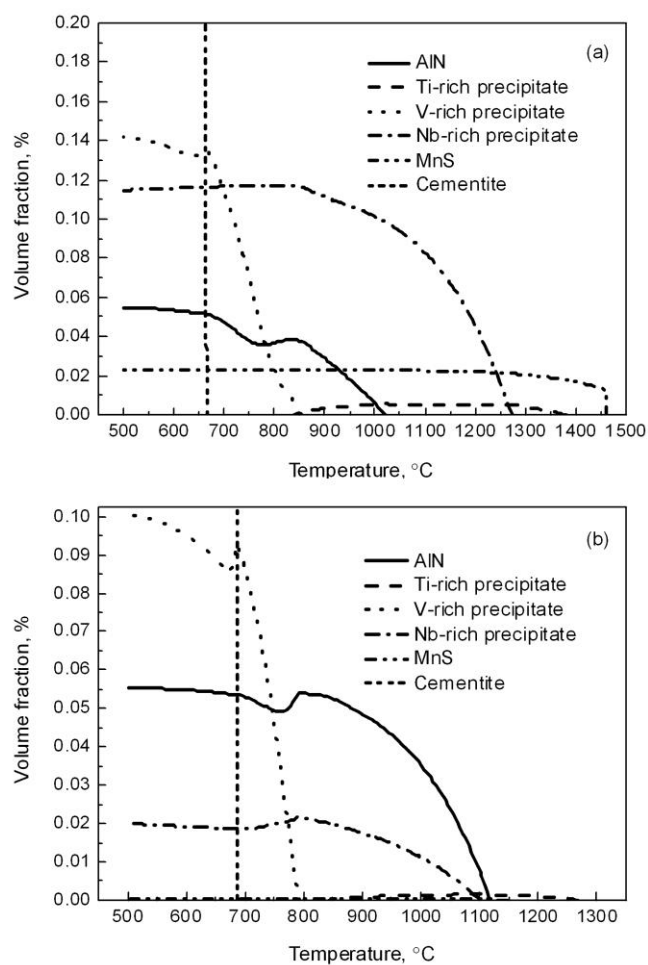 0.20
0.18
0.16
0.14
0.12
0.10
0.08
0.06
0.04
0.02
0.00
Volume fraction, %
(a)
AlN
Ti-rich precipitate
V-rich precipitate
Nb-rich precipitate
MnS
Cementite
500 600 700 800 900 1000 1100 1200 1300 1400 1500
Temperature, °C
0.10
0.09
0.08
0.07
0.06
0.05
0.04
0.03
0.02
0.01
0.00
Volume fraction, %
(b)
AlN
Ti-rich precipitate
V-rich precipitate
Nb-rich precipitate
MnS
Cementite
500 600 700 800 900 1000 1100 1200 1300
Temperature, °C